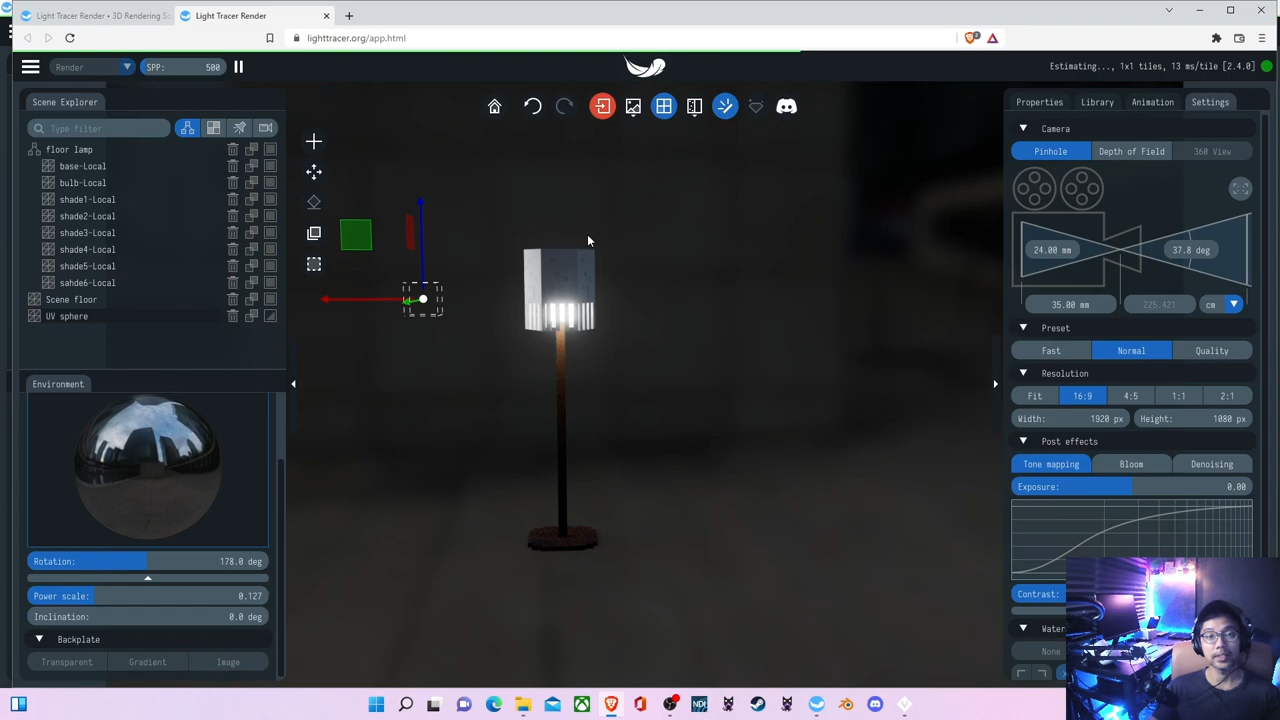 Light Tracer Render • 3D Rendering So
Light Tracer Render
lighttracer.org/app.html
2
Render
SPP: 500
Estimating..., 1x1 tiles, 13 ms/tile [2.4.0]
Scene Explorer
Type filter
floor lamp
base-Local
bulb-Local
shade1-Local
shade2-Local
shade3-Local
shade4-Local
shade5-Local
sahde6-Local
Scene floor
UV sphere
Environment
Rotation: 178.0 deg
Power scale: 0.127
Inclination: 0.0 deg
Backplate
Transparent Gradient Image
Properties Library Animation Settings
Camera
Pinhole Depth of Field 360 View
24.00 mm 37.8 deg
35.00 mm 225.421 cm
Preset
Fast Normal Quality
Resolution
Fit 16:9 4:5 1:1 2:1
Width: 1920 px Height: 1080 px
Post effects
Tone mapping Bloom Denoising
Exposure: 0.00
Contrast:
Water
None
NDI